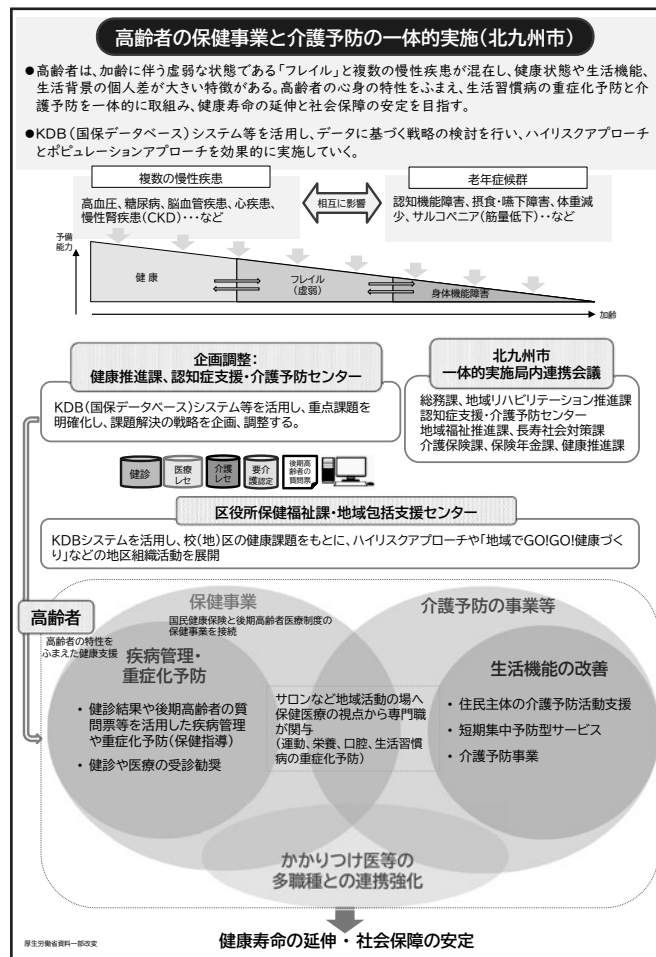 高齢者の保健事業と介護予防の一体的実施(北九州市)
●高齢者は、加齢に伴う虚弱な状態である「フレイル」と複数の慢性疾患が混在し、健康状態や生活機能、
生活背景の個人差が大きい特徴がある。高齢者の心身の特性をふまえ、生活習慣病の重症化予防と介
護予防を一体的に取組み、健康寿命の延伸と社会保障の安定を目指す。
●KDB(国保データベース)システム等を活用し、データに基づく戦略の検討を行い、ハイリスクアプローチ
とポピュレーションアプローチを効果的に実施していく。
複数の慢性疾患
高血圧、糖尿病、脳血管疾患、心疾患、
慢性腎疾患(CKD)・・・など
相互に影響
老年症候群
認知機能障害、摂食・嚥下障害、体重減
少、サルコペニア(筋量低下)・・など
予備
能力
健 康
フレイル
(虚弱)
身体機能障害
加齢
企画調整:
健康推進課、認知症支援・介護予防センター
KDB(国保データベース)システム等を活用し、重点課題を
明確化し、課題解決の戦略を企画、調整する。
北九州市
一体的実施局内連携会議
総務課、地域リハビリテーション推進課
認知症支援・介護予防センター
地域福祉推進課、長寿社会対策課
介護保険課、保険年金課、健康推進課
健診
医療
レセ
介護
レセ
要介
護認定
後期高
齢者の
質問票
区役所保健福祉課・地域包括支援センター
KDBシステムを活用し、校(地)区の健康課題をもとに、ハイリスクアプローチや「地域でGO!GO!健康づく
り」などの地区組織活動を展開
高齢者
高齢者の特性を
ふまえた健康支援
保健事業
国民健康保険と後期高齢者医療制度の
保健事業を接続
疾病管理・
重症化予防
• 健診結果や後期高齢者の質
問票等を活用した疾病管理
や重症化予防(保健指導)
• 健診や医療の受診勧奨
サロンなど地域活動の場へ
保健医療の視点から専門職
が関与
(運動、栄養、口腔、生活習慣
病の重症化予防)
介護予防の事業等
生活機能の改善
• 住民主体の介護予防活動支援
• 短期集中予防型サービス
• 介護予防事業
かかりつけ医等の
多職種との連携強化
厚生労働省資料一部改変
健康寿命の延伸・社会保障の安定